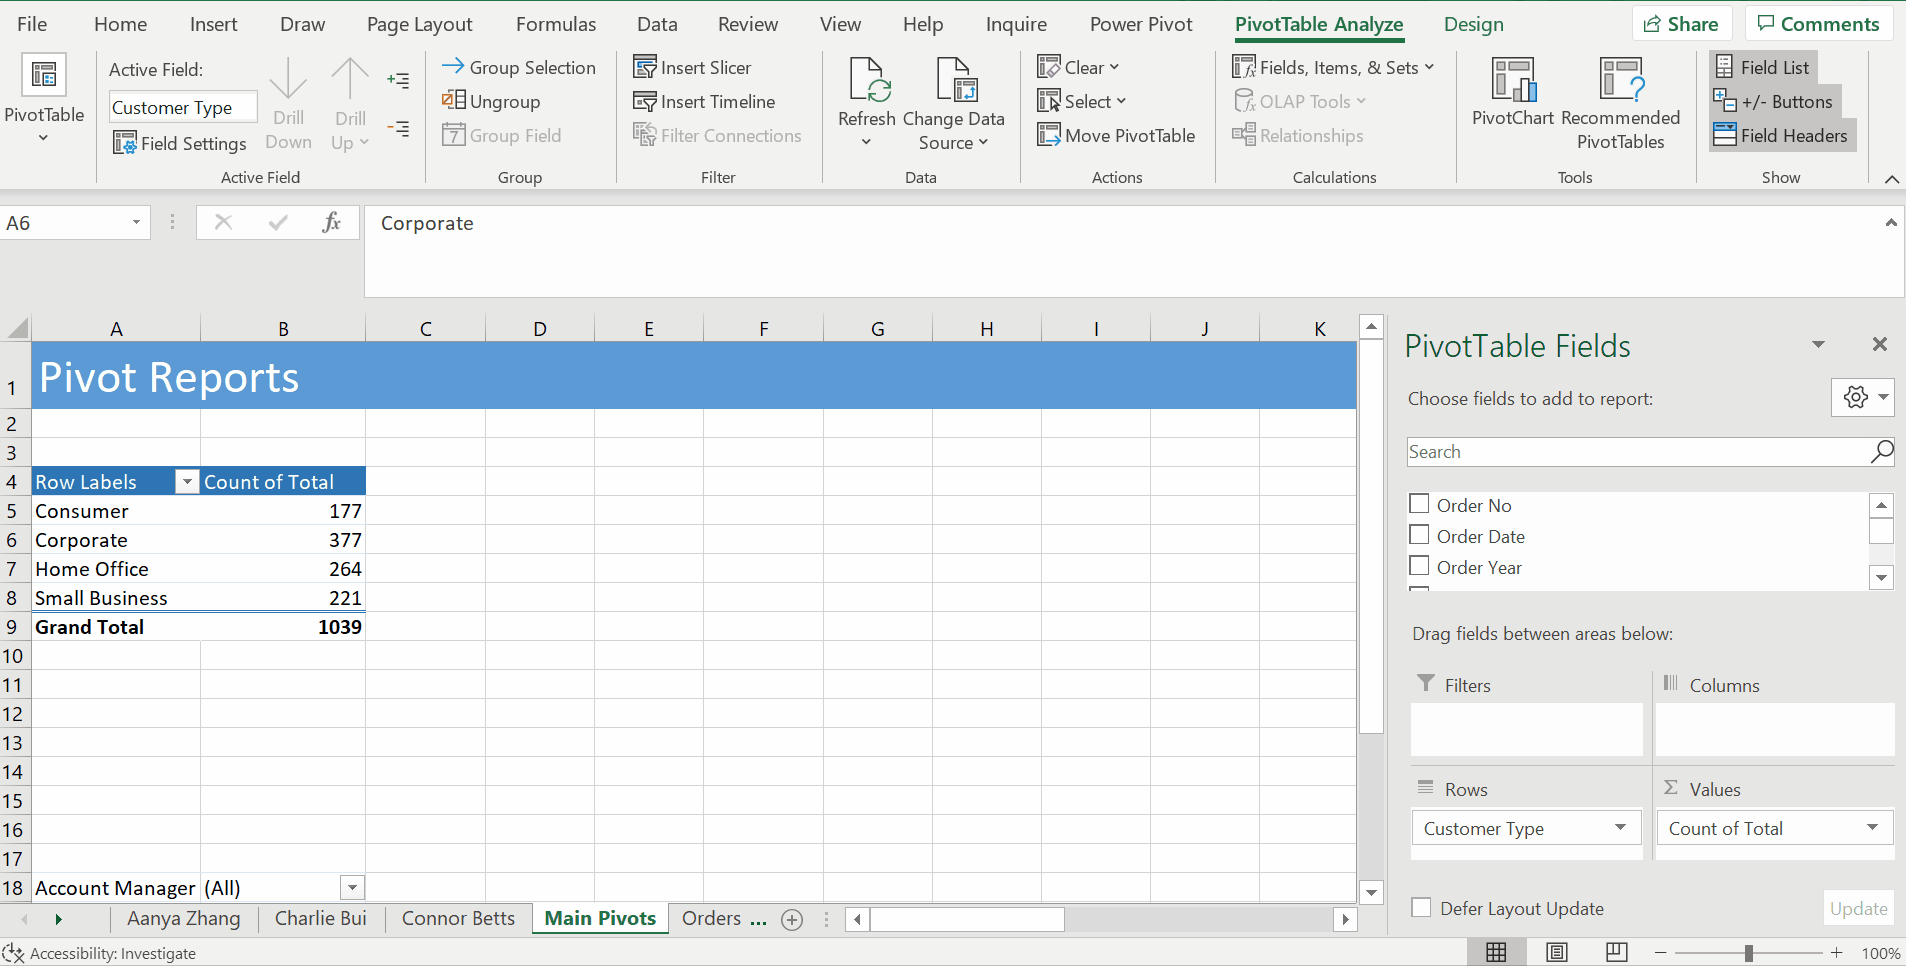 File Home Insert Draw Page Layout Formulas Data Review View Help Inquire Power Pivot PivotTable Analyze Design Share Comments
PivotTable
Active Field:
Customer Type
Field Settings
Drill Down
Drill Up
Active Field
Group Selection
Ungroup
7 Group Field
Group
Insert Slicer
Insert Timeline
Filter Connections
Filter
Refresh
Change Data Source
Data
Clear
Select
Move PivotTable
Actions
fx Fields, Items, & Sets
fx OLAP Tools
Relationships
Calculations
PivotChart
Recommended PivotTables
Tools
Field List
+/- Buttons
Field Headers
Show
A6 fx Corporate
A B C D E F G H I J K
1 Pivot Reports
2
3
4 Row Labels Count of Total
5 Consumer 177
6 Corporate 377
7 Home Office 264
8 Small Business 221
9 Grand Total 1039
10
11
12
13
14
15
16
17
18 Account Manager (All)
Aanya Zhang Charlie Bui Connor Betts Main Pivots Orders ...
Accessibility: Investigate
PivotTable Fields
Choose fields to add to report:
Search
Order No
Order Date
Order Year
Drag fields between areas below:
Filters Columns
Rows Σ Values
Customer Type Count of Total
Defer Layout Update Update
100%